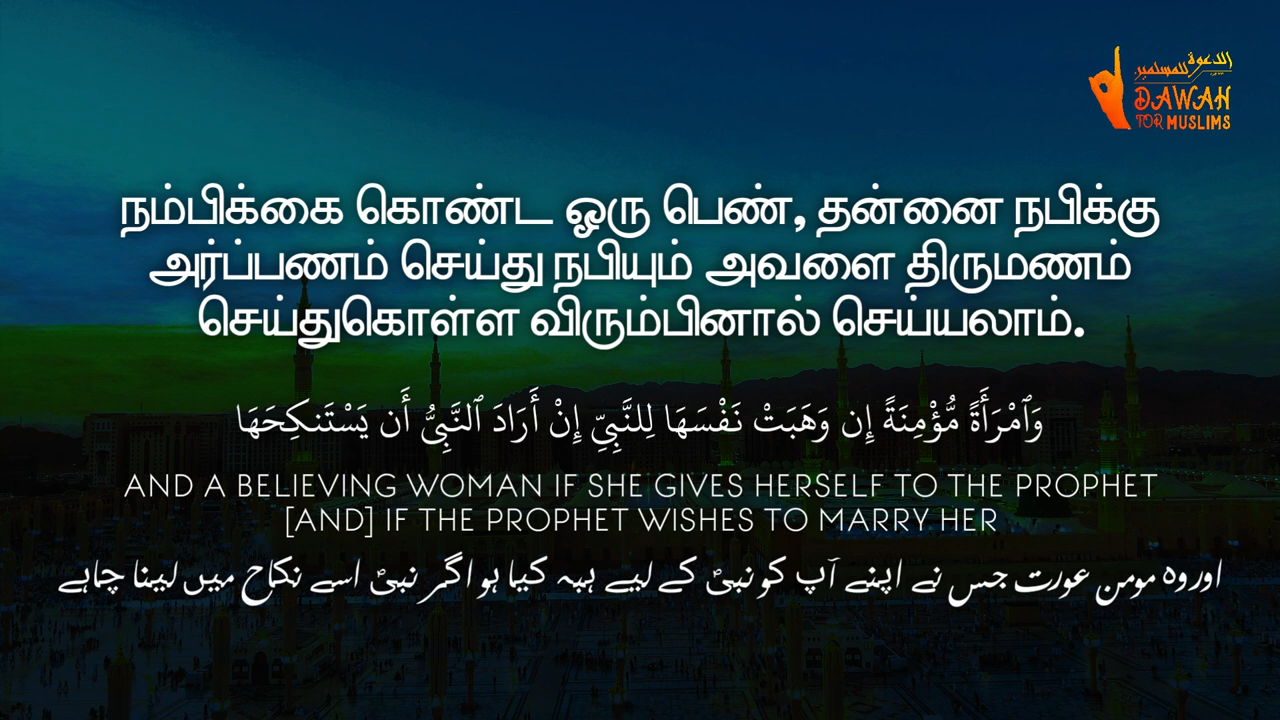 الدعوة للمسلمين
DAWAH
FOR MUSLIMS
நம்பிக்கை கொண்ட ஒரு பெண், தன்னை நபிக்கு
அர்ப்பணம் செய்து நபியும் அவளை திருமணம்
செய்துகொள்ள விரும்பினால் செய்யலாம்.
وَٱمْرَأَةً مُّؤْمِنَةً إِن وَهَبَتْ نَفْسَهَا لِلنَّبِىِّ إِنْ أَرَادَ ٱلنَّبِىُّ أَن يَسْتَنكِحَهَا
AND A BELIEVING WOMAN IF SHE GIVES HERSELF TO THE PROPHET
[AND] IF THE PROPHET WISHES TO MARRY HER
اور وہ مومن عورت جس نے اپنے آپ کو نبیؐ کے لیے ہبہ کیا ہو اگر نبیؐ اسے نکاح میں لینا چاہے